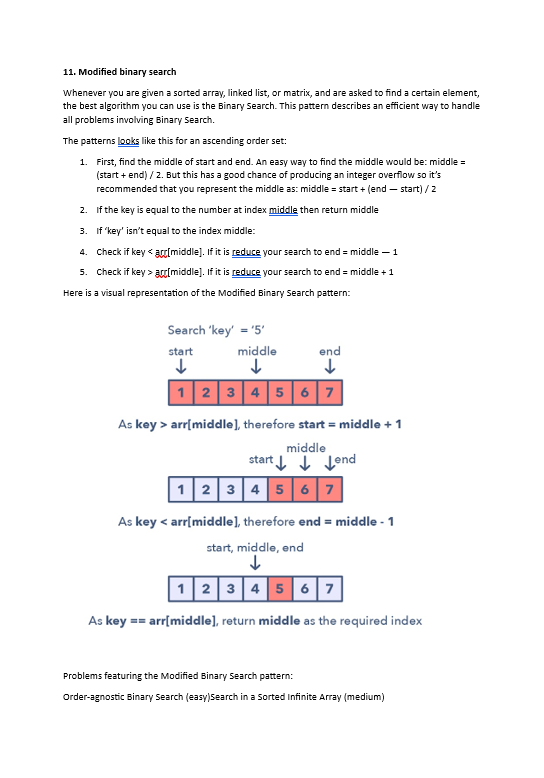 11. Modified binary search
Whenever you are given a sorted array, linked list, or matrix, and are asked to find a certain element,
the best algorithm you can use is the Binary Search. This pattern describes an efficient way to handle
all problems involving Binary Search.
The patterns looks like this for an ascending order set:
1. First, find the middle of start and end. An easy way to find the middle would be: middle =
(start + end) / 2. But this has a good chance of producing an integer overflow so it’s
recommended that you represent the middle as: middle = start + (end — start) / 2
2. If the key is equal to the number at index middle then return middle
3. If ‘key’ isn’t equal to the index middle:
4. Check if key < arr[middle]. If it is reduce your search to end = middle — 1
5. Check if key > arr[middle]. If it is reduce your search to end = middle + 1
Here is a visual representation of the Modified Binary Search pattern:
Search ‘key’ = ‘5’
start middle end
1 2 3 4 5 6 7
As key > arr[middle], therefore start = middle + 1
middle
start end
1 2 3 4 5 6 7
As key < arr[middle], therefore end = middle - 1
start, middle, end
1 2 3 4 5 6 7
As key == arr[middle], return middle as the required index
Problems featuring the Modified Binary Search pattern:
Order-agnostic Binary Search (easy)Search in a Sorted Infinite Array (medium)